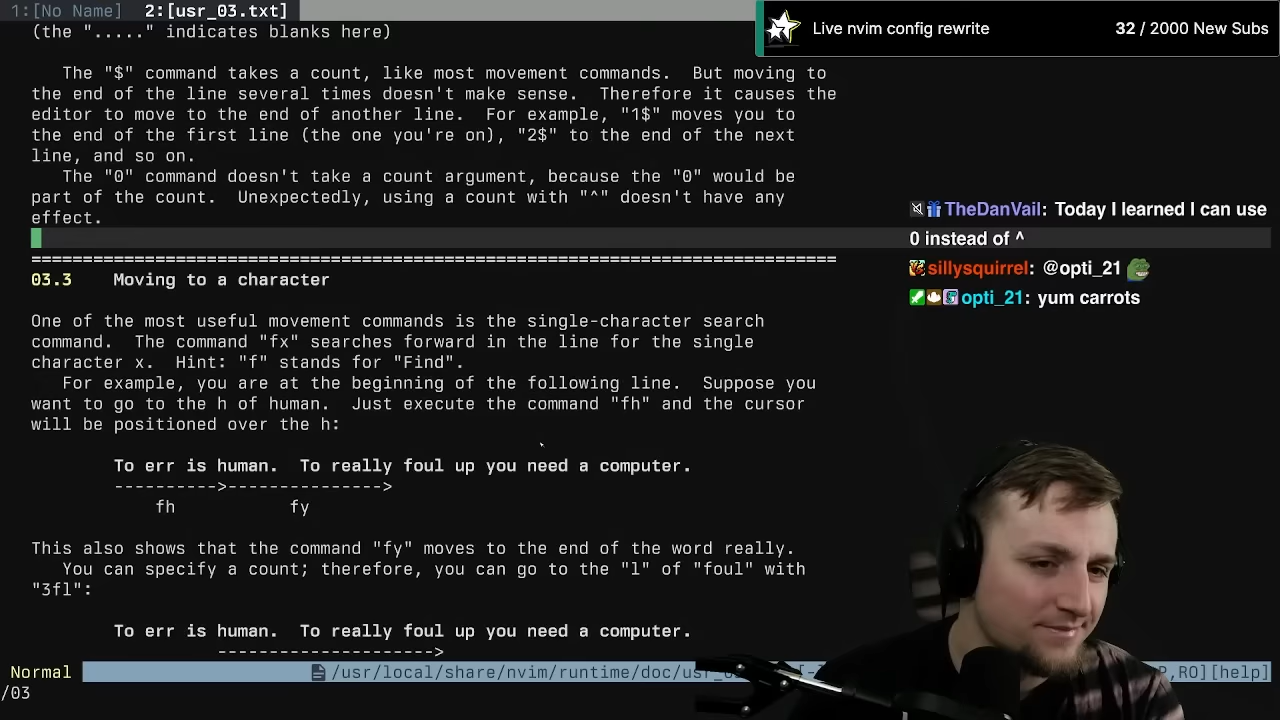 1:[No Name]  2:[usr_03.txt]
(the "....." indicates blanks here)
The "$" command takes a count, like most movement commands.  But moving to
the end of the line several times doesn't make sense.  Therefore it causes the
editor to move to the end of another line.  For example, "1$" moves you to
the end of the first line (the one you're on), "2$" to the end of the next
line, and so on.
The "0" command doesn't take a count argument, because the "0" would be
part of the count.  Unexpectedly, using a count with "^" doesn't have any
effect.
==============================================================================
03.3    Moving to a character
One of the most useful movement commands is the single-character search
command.  The command "fx" searches forward in the line for the single
character x.  Hint: "f" stands for "Find".
For example, you are at the beginning of the following line.  Suppose you
want to go to the h of human.  Just execute the command "fh" and the cursor
will be positioned over the h:
To err is human.  To really foul up you need a computer.
---------->--------------->
fh           fy
This also shows that the command "fy" moves to the end of the word really.
You can specify a count; therefore, you can go to the "l" of "foul" with
"3fl":
To err is human.  To really foul up you need a computer.
--------------------->
Normal /usr/local/share/nvim/runtime/doc/ ,RO][help]
/03
Live nvim config rewrite 32 / 2000 New Subs
TheDanVail: Today I learned I can use
0 instead of ^
sillysquirrel: @opti_21
opti_21: yum carrots